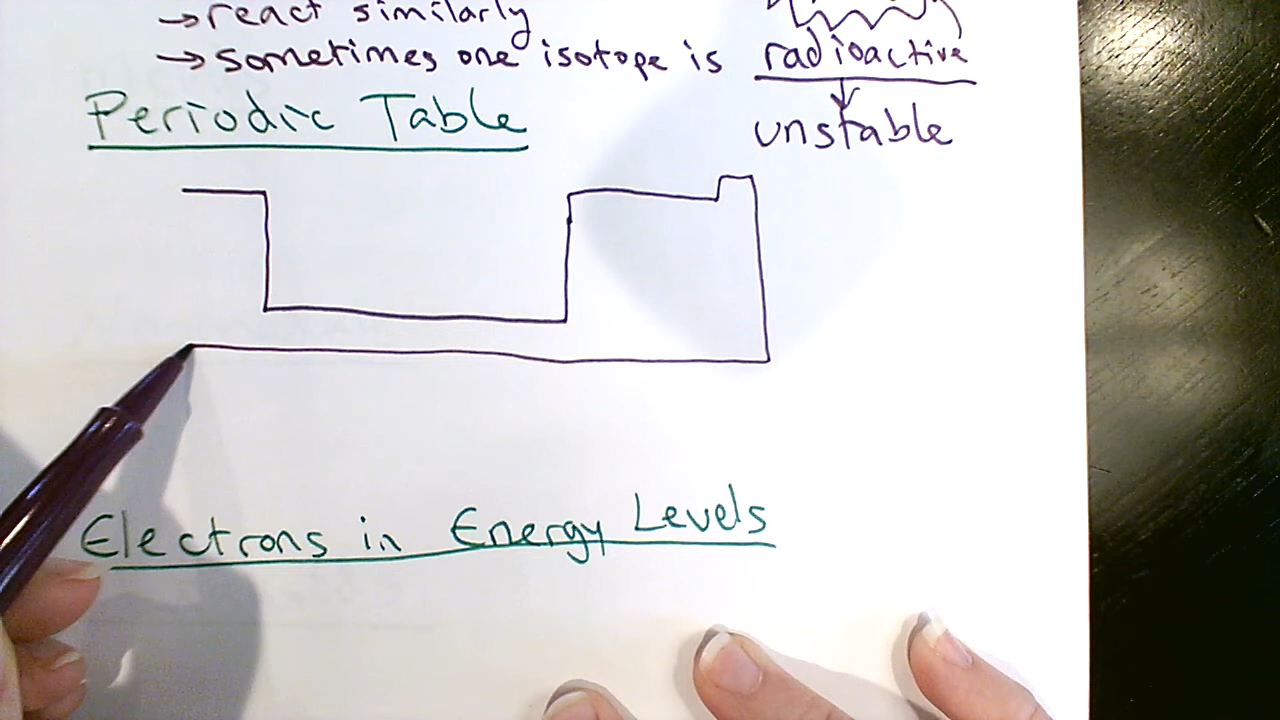 →react similarly
→sometimes one isotope is radioactive
Periodic Table
unstable
Electrons in Energy Levels